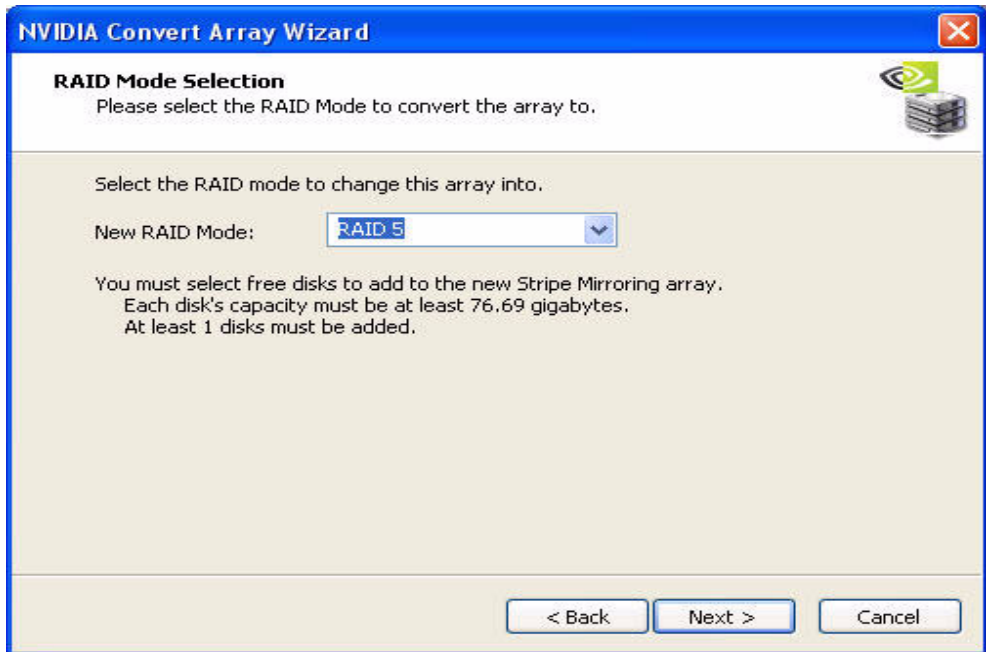 NVIDIA Convert Array Wizard
RAID Mode Selection
Please select the RAID Mode to convert the array to.
Select the RAID mode to change this array into.
New RAID Mode: RAID 5
You must select free disks to add to the new Stripe Mirroring array.
Each disk's capacity must be at least 76.69 gigabytes.
At least 1 disks must be added.
< Back Next > Cancel